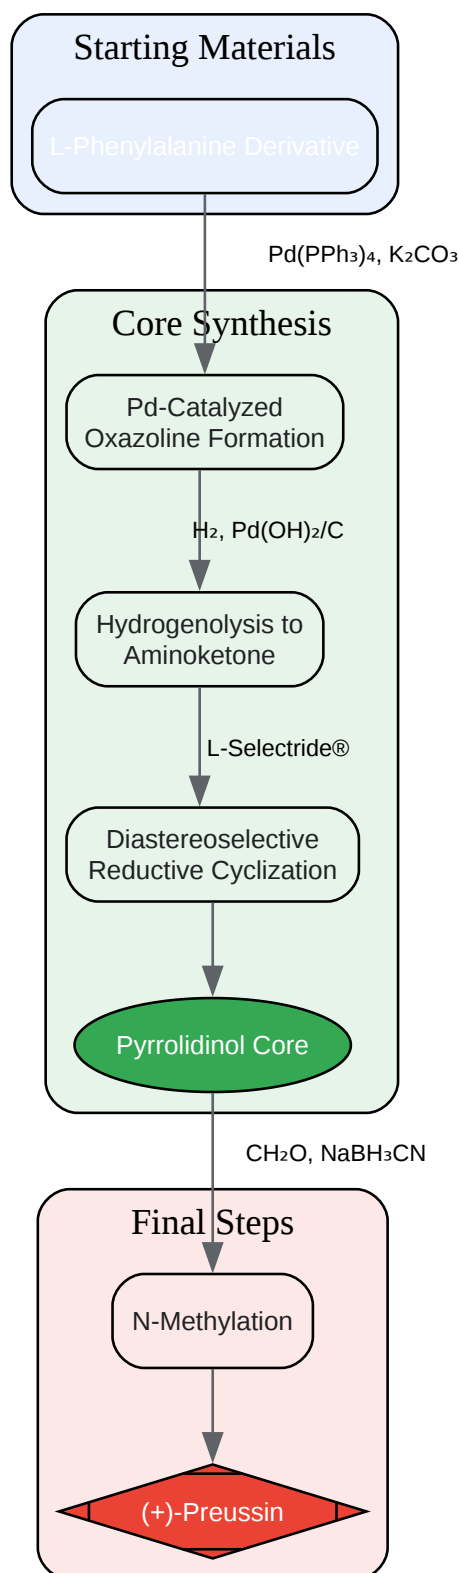 Starting Materials
L-Phenylalanine Derivative
Pd(PPh₃)₄, K₂CO₃
Core Synthesis
Pd-Catalyzed
Oxazoline Formation
H₂, Pd(OH)₂/C
Hydrogenolysis to
Aminoketone
L-Selectride®
Diastereoselective
Reductive Cyclization
Pyrrolidinol Core
CH₂O, NaBH₃CN
Final Steps
N-Methylation
(+)-Preussin